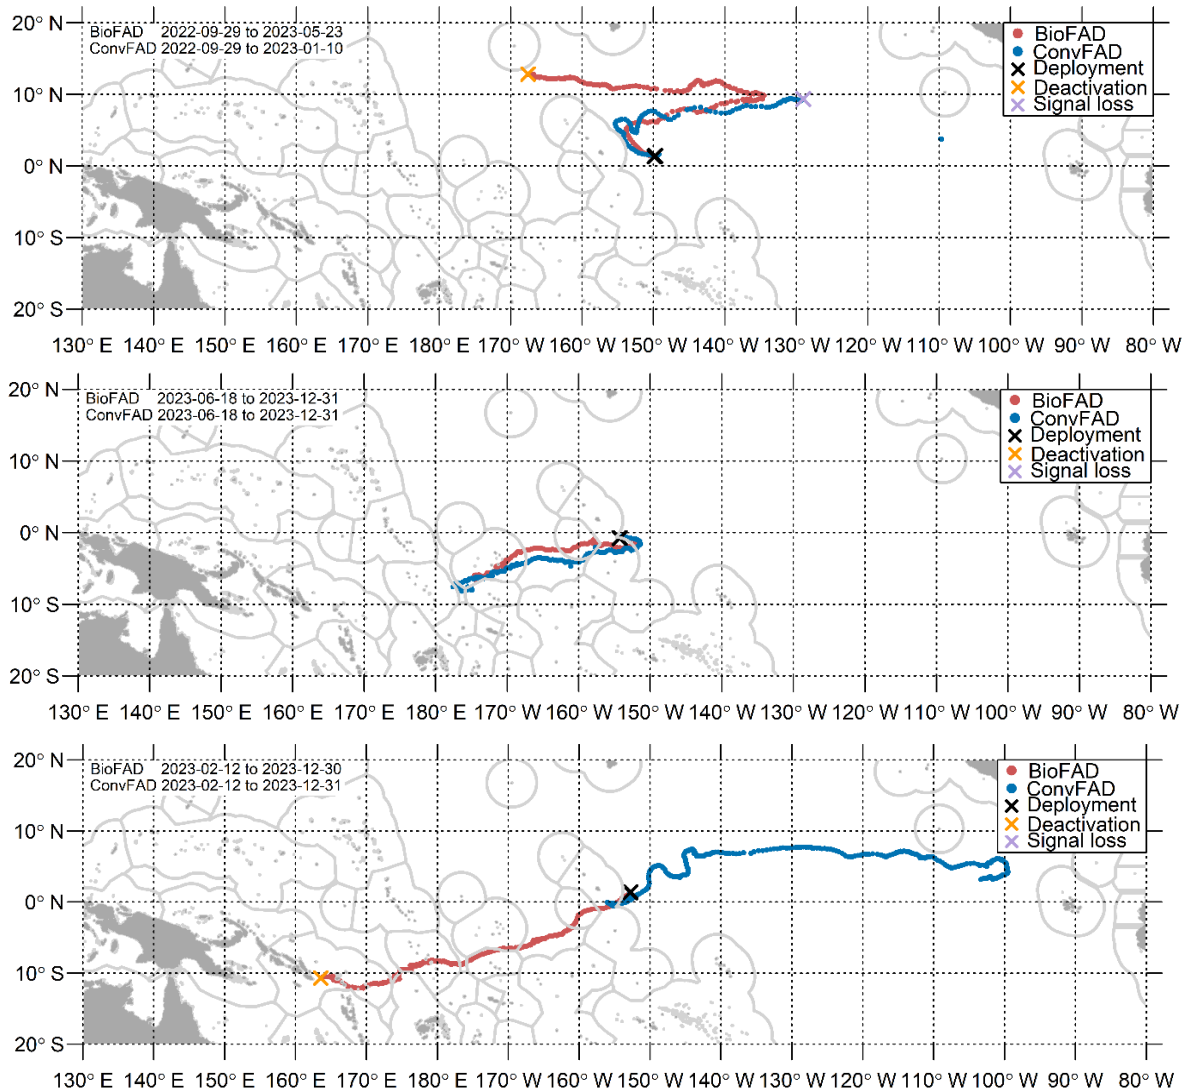 20° N
10° N
0° N
10° S
20° S
BioFAD 2022-09-29 to 2023-05-23
ConvFAD 2022-09-29 to 2023-01-10
BioFAD
ConvFAD
Deployment
Deactivation
Signal loss
130° E 140° E 150° E 160° E 170° E 180° E 170° W 160° W 150° W 140° W 130° W 120° W 110° W 100° W 90° W 80° W
20° N
10° N
0° N
10° S
20° S
BioFAD 2023-06-18 to 2023-12-31
ConvFAD 2023-06-18 to 2023-12-31
BioFAD
ConvFAD
Deployment
Deactivation
Signal loss
130° E 140° E 150° E 160° E 170° E 180° E 170° W 160° W 150° W 140° W 130° W 120° W 110° W 100° W 90° W 80° W
20° N
10° N
0° N
10° S
20° S
BioFAD 2023-02-12 to 2023-12-30
ConvFAD 2023-02-12 to 2023-12-31
BioFAD
ConvFAD
Deployment
Deactivation
Signal loss
130° E 140° E 150° E 160° E 170° E 180° E 170° W 160° W 150° W 140° W 130° W 120° W 110° W 100° W 90° W 80° W